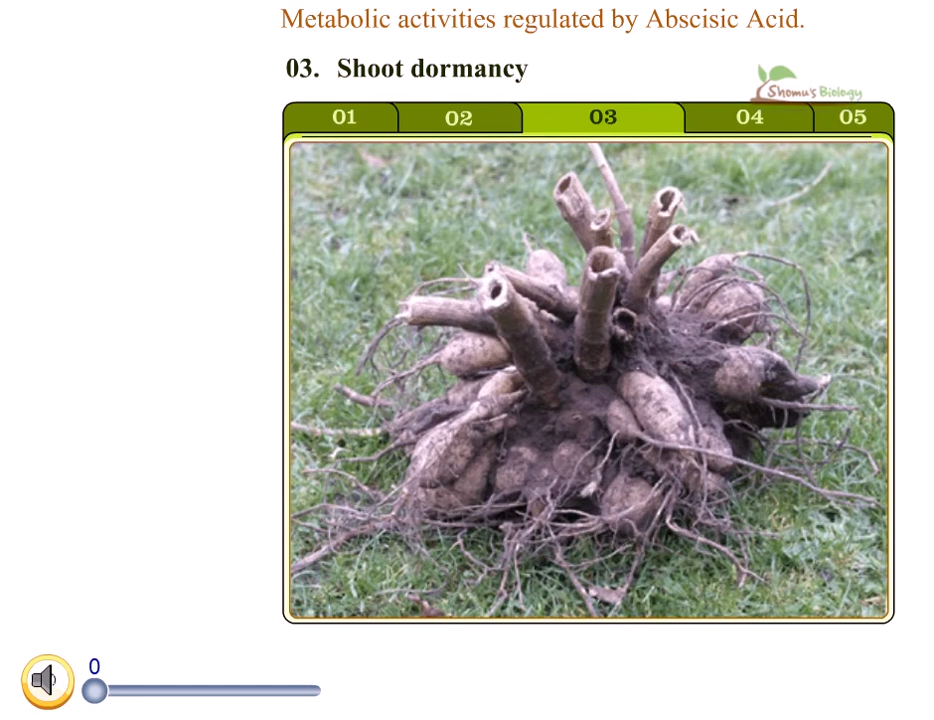 Metabolic activities regulated by Abscisic Acid.
03. Shoot dormancy
Shomu's Biology
01 02 03 04 05
0